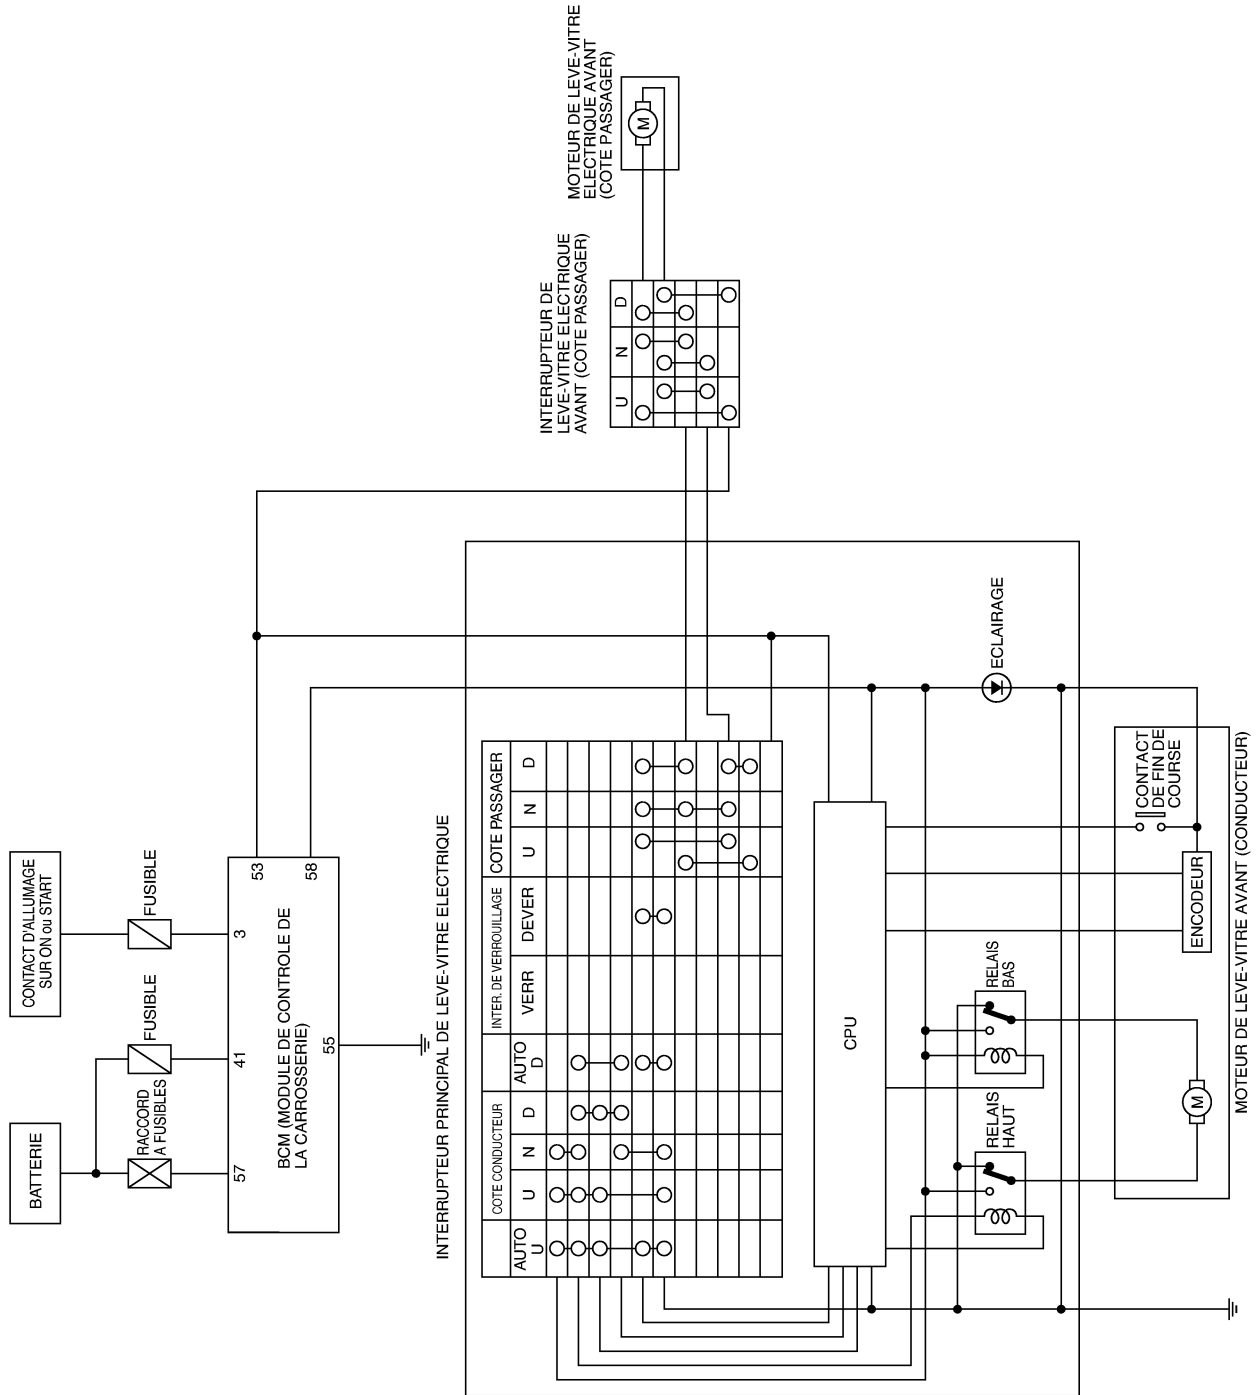 BATTERIE
CONTACT D'ALLUMAGE
SUR ON ou START
RACCORD
A FUSIBLES
FUSIBLE
FUSIBLE
57
41
3
55
53
58
BCM (MODULE DE CONTROLE DE
LA CARROSSERIE)
INTERRUPTEUR PRINCIPAL DE LEVE-VITRE ELECTRIQUE
COTE CONDUCTEUR
INTER. DE VERROUILLAGE
COTE PASSAGER
AUTO
U
U
N
D
AUTO
D
VERR
DEVER
U
N
D
INTERRUPTEUR DE
LEVE-VITRE ELECTRIQUE
AVANT (COTE PASSAGER)
U
N
D
MOTEUR DE LEVE-VITRE
ELECTRIQUE AVANT
(COTE PASSAGER)
M
CPU
ECLAIRAGE
RELAIS
HAUT
RELAIS
BAS
M
ENCODEUR
CONTACT
DE FIN DE
COURSE
MOTEUR DE LEVE-VITRE AVANT (CONDUCTEUR)